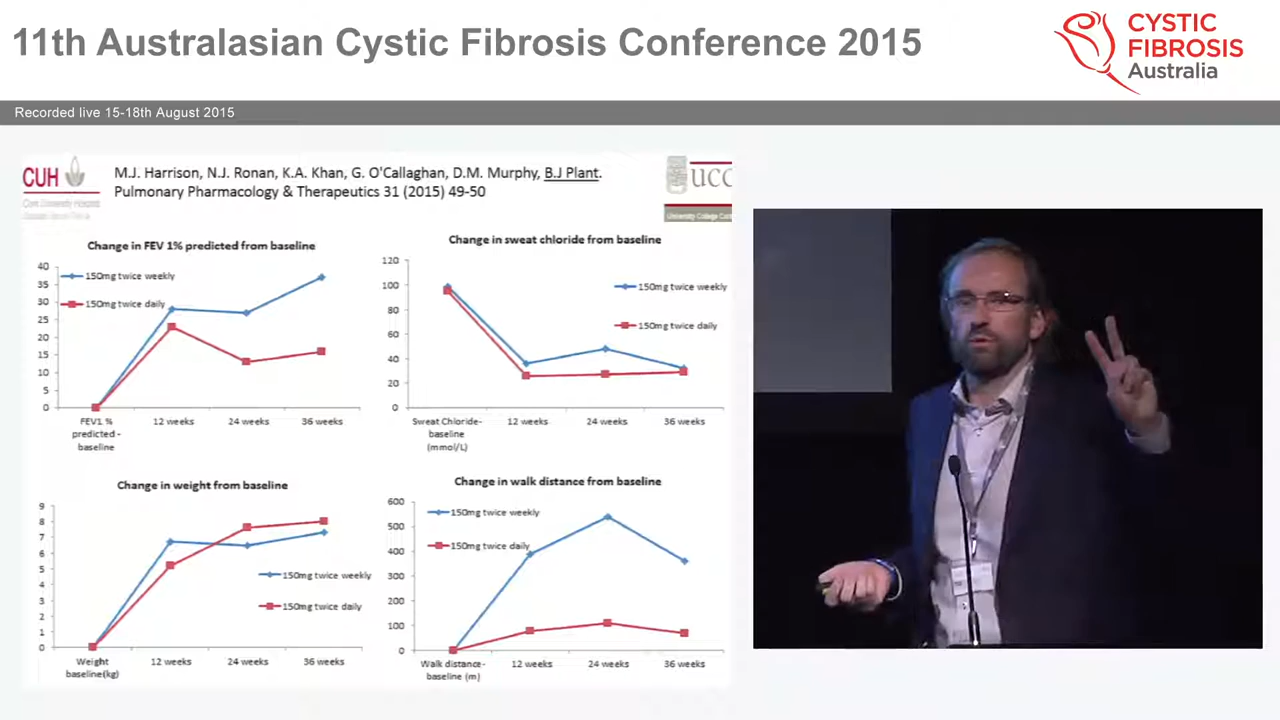 11th Australasian Cystic Fibrosis Conference 2015
CYSTIC
FIBROSIS
Australia
Recorded live 15-18th August 2015
CUH
Cork University Hospital
M.J. Harrison, N.J. Ronan, K.A. Khan, G. O'Callaghan, D.M. Murphy, B.J Plant.
Pulmonary Pharmacology & Therapeutics 31 (2015) 49-50
UCC
University College Cor
Change in FEV 1% predicted from baseline
40
35
30
25
20
15
10
5
0
150mg twice weekly
150mg twice daily
FEV1 %
predicted -
baseline
12 weeks
24 weeks
36 weeks
Change in sweat chloride from baseline
120
100
80
60
40
20
0
150mg twice weekly
150mg twice daily
Sweat Chloride-
baseline
(mmol/L)
12 weeks
24 weeks
36 weeks
Change in weight from baseline
9
8
7
6
5
4
3
2
1
0
150mg twice weekly
150mg twice daily
Weight
baseline(kg)
12 weeks
24 weeks
36 weeks
Change in walk distance from baseline
600
500
400
300
200
100
0
150mg twice weekly
150mg twice daily
Walk distance-
baseline (m)
12 weeks
24 weeks
36 weeks